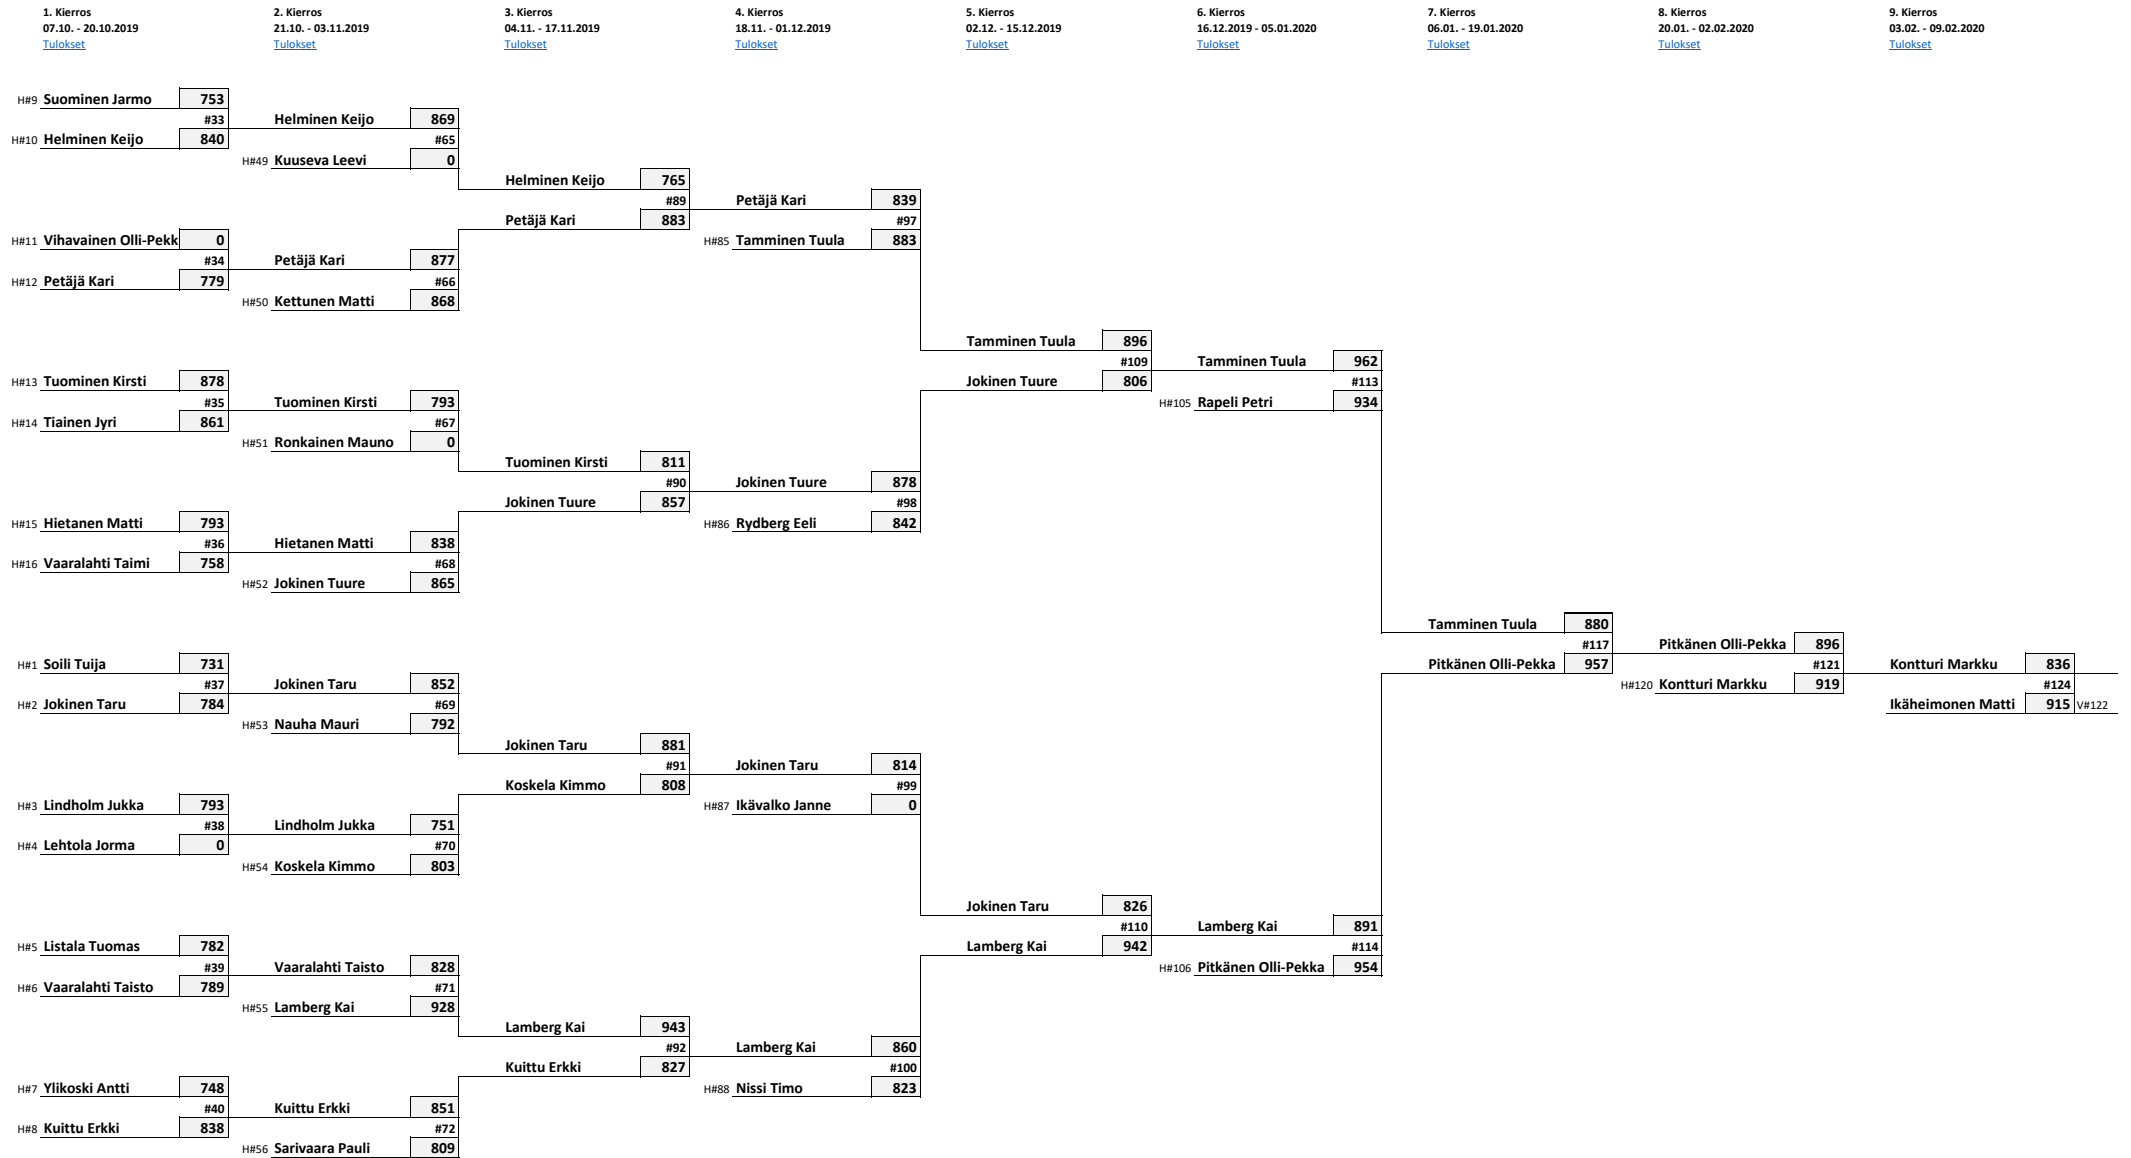 1. Kierros 2. Kierros 3. Kierros 4. Kierros 5. Kierros 6. Kierros 7. Kierros 8. Kierros 9. Kierros
07.10. - 20.10.2019 21.10. - 03.11.2019 04.11. - 17.11.2019 18.11. - 01.12.2019 02.12. - 15.12.2019 16.12.2019 - 05.01.2020 06.01. - 19.01.2020 20.01. - 02.02.2020 03.02. - 09.02.2020
Tulokset Tulokset Tulokset Tulokset Tulokset Tulokset Tulokset Tulokset Tulokset
H#9 Suominen Jarmo 753
#33 Helminen Keijo 869
H#10 Helminen Keijo 840 #65
H#49 Kuuseva Leevi 0
Helminen Keijo 765
#89 Petäjä Kari 839
Petäjä Kari 883 #97
H#11 Vihavainen Olli-Pekk 0 H#85 Tamminen Tuula 883
#34 Petäjä Kari 877
H#12 Petäjä Kari 779 #66
H#50 Kettunen Matti 868
Tamminen Tuula 896
#109 Tamminen Tuula 962
H#13 Tuominen Kirsti 878 Jokinen Tuure 806 #113
#35 Tuominen Kirsti 793 H#105 Rapeli Petri 934
H#14 Tiainen Jyri 861 #67
H#51 Ronkainen Mauno 0
Tuominen Kirsti 811
#90 Jokinen Tuure 878
Jokinen Tuure 857 #98
H#15 Hietanen Matti 793 H#86 Rydberg Eeli 842
#36 Hietanen Matti 838
H#16 Vaaralahti Taimi 758 #68
H#52 Jokinen Tuure 865
Tamminen Tuula 880
#117 Pitkänen Olli-Pekka 896
H#1 Soili Tuija 731 Pitkänen Olli-Pekka 957 #121 Kontturi Markku 836
#37 Jokinen Taru 852 H#120 Kontturi Markku 919 #124
H#2 Jokinen Taru 784 #69 Ikäheimonen Matti 915 V#122
H#53 Nauha Mauri 792
Jokinen Taru 881
#91 Jokinen Taru 814
Koskela Kimmo 808 #99
H#3 Lindholm Jukka 793 H#87 Ikävalko Janne 0
#38 Lindholm Jukka 751
H#4 Lehtola Jorma 0 #70
H#54 Koskela Kimmo 803
Jokinen Taru 826
#110 Lamberg Kai 891
H#5 Listala Tuomas 782 Lamberg Kai 942 #114
#39 Vaaralahti Taisto 828 H#106 Pitkänen Olli-Pekka 954
H#6 Vaaralahti Taisto 789 #71
H#55 Lamberg Kai 928
Lamberg Kai 943
#92 Lamberg Kai 860
Kuittu Erkki 827 #100
H#7 Ylikoski Antti 748 H#88 Nissi Timo 823
#40 Kuittu Erkki 851
H#8 Kuittu Erkki 838 #72
H#56 Sarivaara Pauli 809